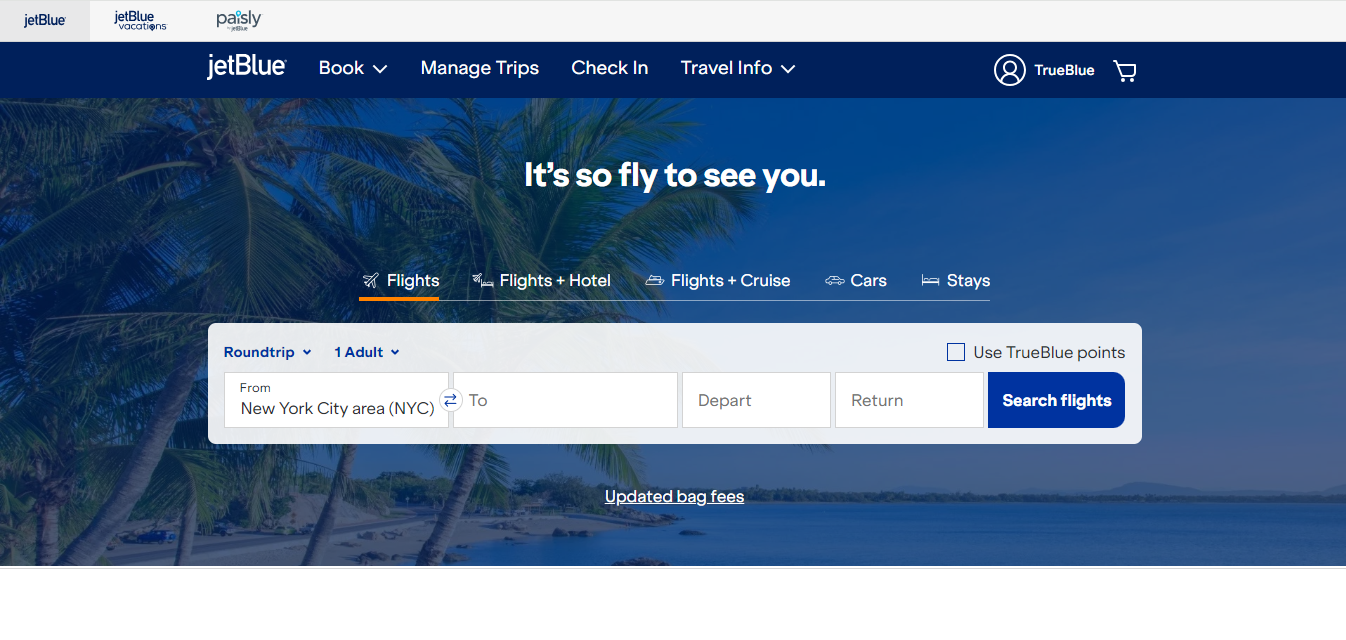 jetBlue
jetBlue vacations
paisly by jetBlue
jetBlue Book Manage Trips Check In Travel Info TrueBlue
It's so fly to see you.
Flights Flights + Hotel Flights + Cruise Cars Stays
Roundtrip 1 Adult Use TrueBlue points
From
New York City area (NYC) To Depart Return Search flights
Updated bag fees